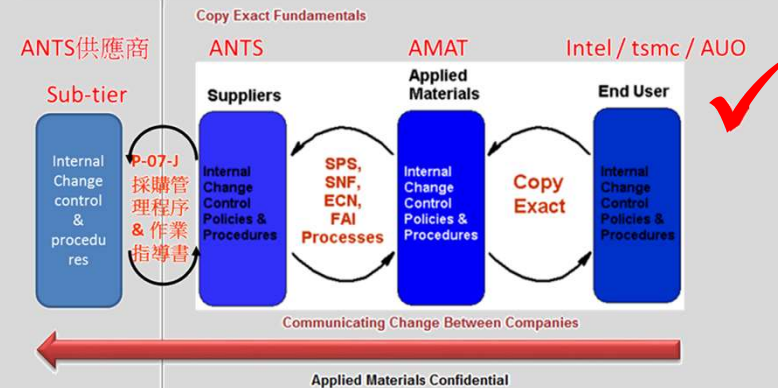 Copy Exact Fundamentals
ANTS供應商
ANTS
AMAT
Intel / tsmc / AUO
Sub-tier
Suppliers
Applied
Materials
End User
Internal
Change
control
&
procedu
res
P-07-J
採購管
理程序
& 作業
指導書
Internal
Change
Control
Policies &
Procedures
SPS,
SNF,
ECN,
FAI
Processes
Internal
Change
Control
Policies &
Procedures
Copy
Exact
Internal
Change
Control
Policies &
Procedures
Communicating Change Between Companies
Applied Materials Confidential